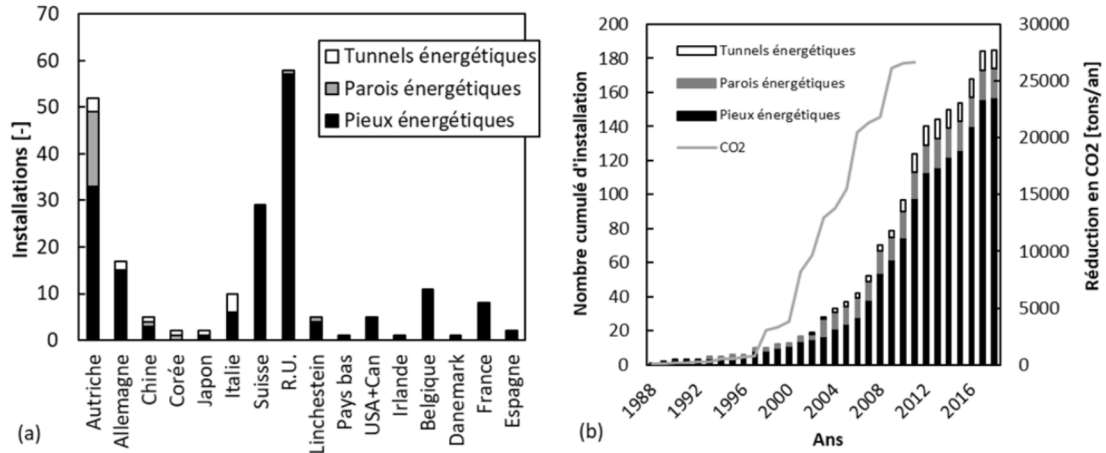 70
60
50
40
30
20
10
0
Installations [-]
Tunnels énergétiques
Parois énergétiques
Pieux énergétiques
Autriche
Allemagne
Chine
Corée
Japon
Italie
Suisse
R.U.
Linchestein
Pays bas
USA+Can
Irlande
Belgique
Danemark
France
Espagne
(a)
200
180
160
140
120
100
80
60
40
20
0
Nombre cumulé d'installation
Tunnels énergétiques
Parois énergétiques
Pieux énergétiques
CO2
30000
25000
20000
15000
10000
5000
0
Réduction en CO2 [tons/an]
1988
1992
1996
2000
2004
2008
2012
2016
Ans
(b)